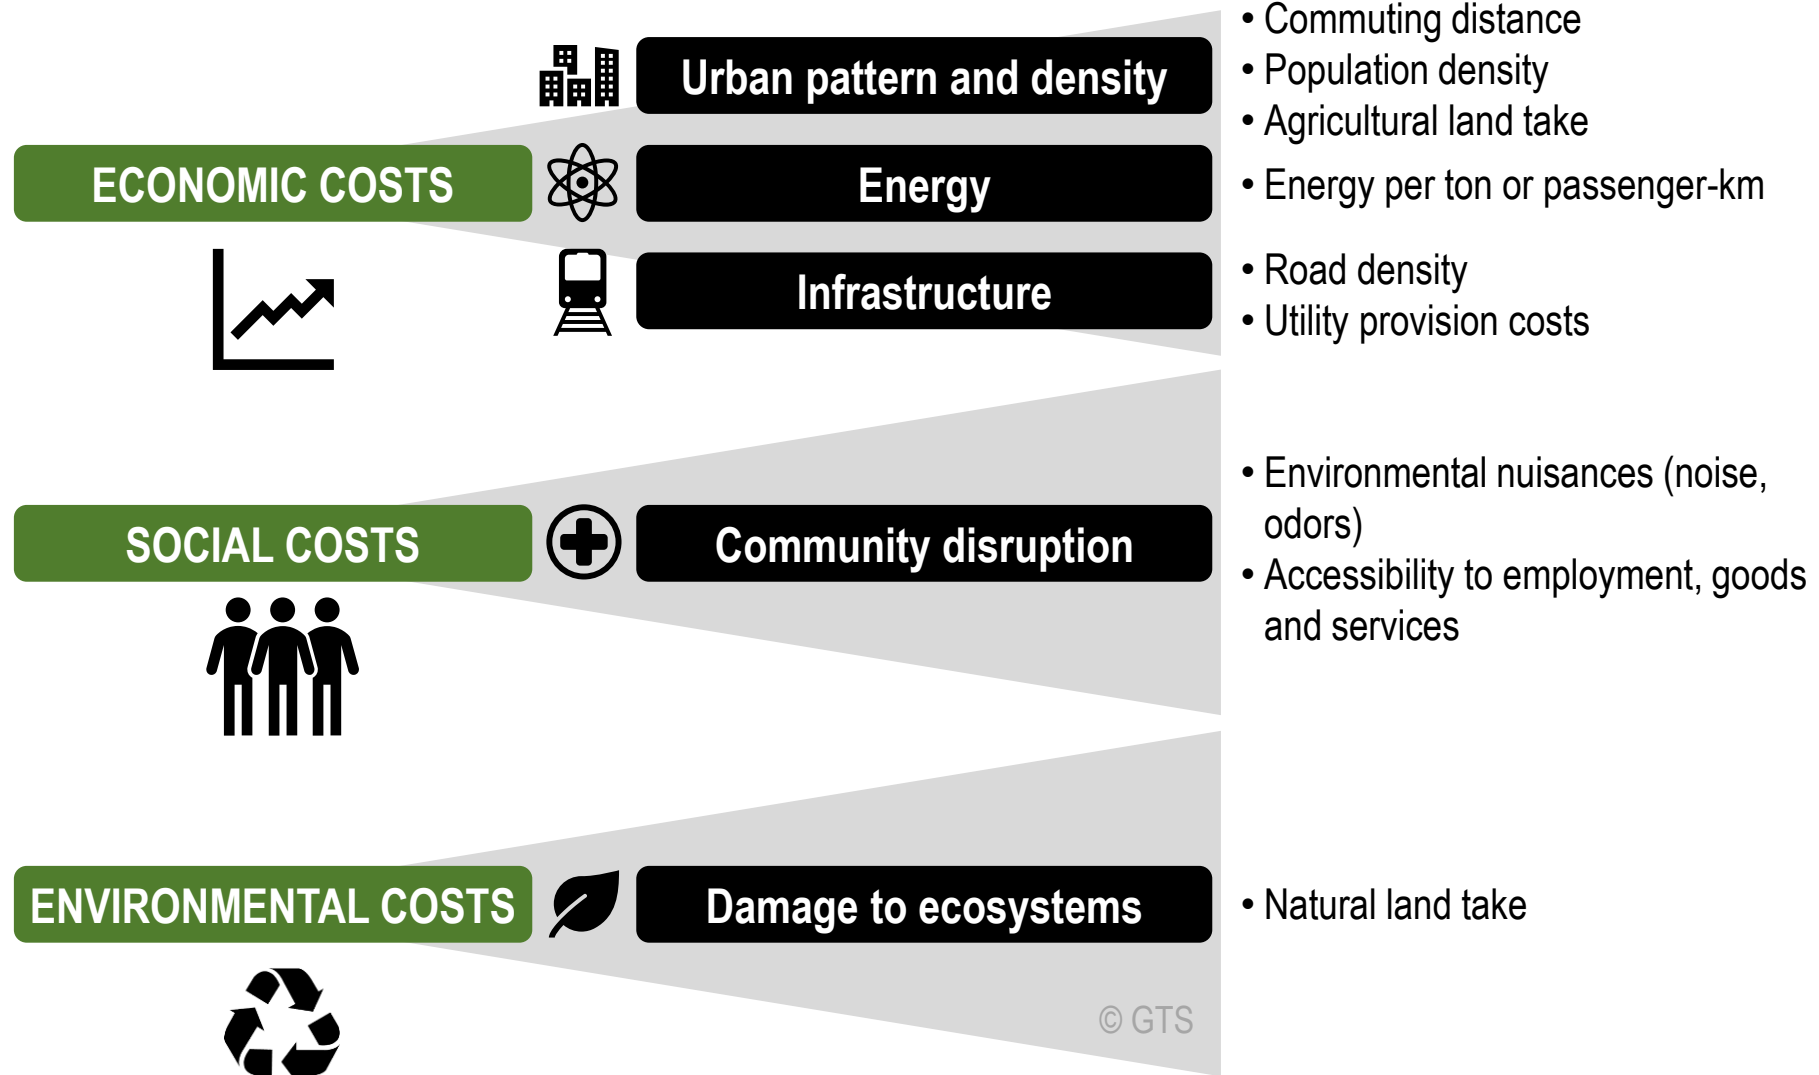 • Commuting distance
Urban pattern and density
• Population density
• Agricultural land take
ECONOMIC COSTS
Energy
• Energy per ton or passenger-km
Infrastructure
• Road density
• Utility provision costs
SOCIAL COSTS
Community disruption
• Environmental nuisances (noise,
odors)
• Accessibility to employment, goods
and services
ENVIRONMENTAL COSTS
Damage to ecosystems
• Natural land take
© GTS